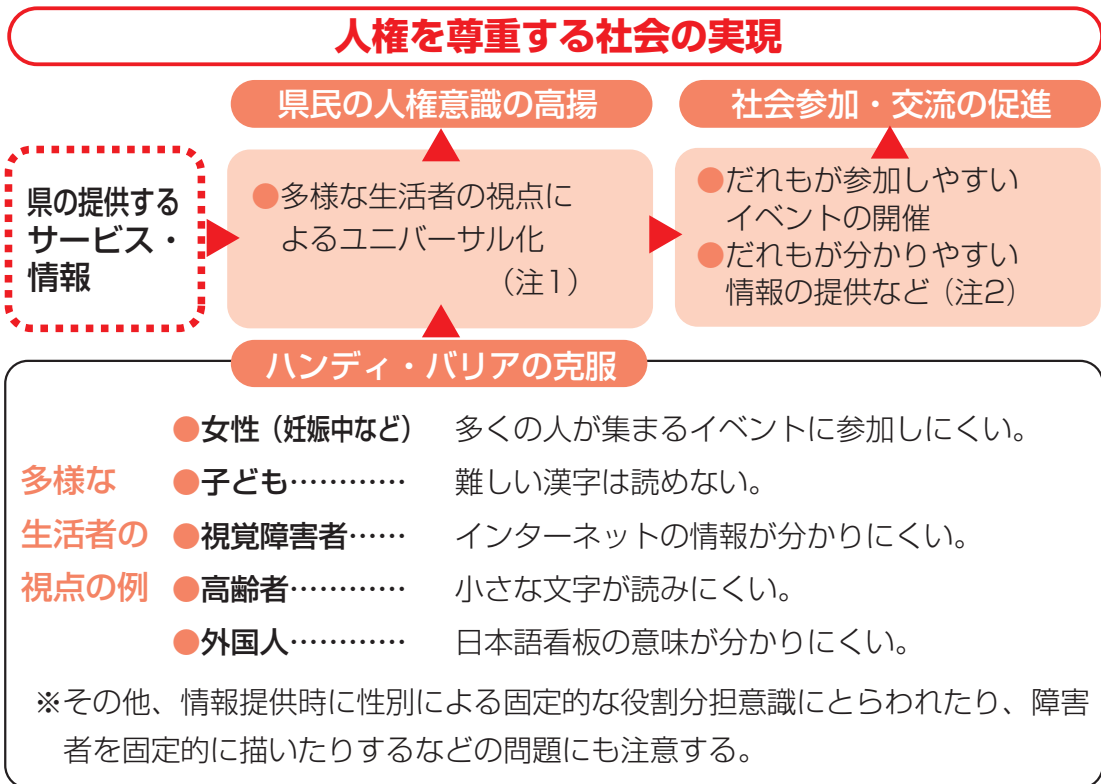 人権を尊重する社会の実現
県民の人権意識の高揚
社会参加・交流の促進
県の提供する
サービス・
情報
●多様な生活者の視点に
よるユニバーサル化
（注1）
●だれもが参加しやすい
イベントの開催
●だれもが分かりやすい
情報の提供など（注2）
ハンディ・バリアの克服
多様な
生活者の
視点の例
●女性（妊娠中など） 多くの人が集まるイベントに参加しにくい。
●子ども………… 難しい漢字は読めない。
●視覚障害者…… インターネットの情報が分かりにくい。
●高齢者………… 小さな文字が読みにくい。
●外国人………… 日本語看板の意味が分かりにくい。
※その他、情報提供時に性別による固定的な役割分担意識にとらわれたり、障害
者を固定的に描いたりするなどの問題にも注意する。